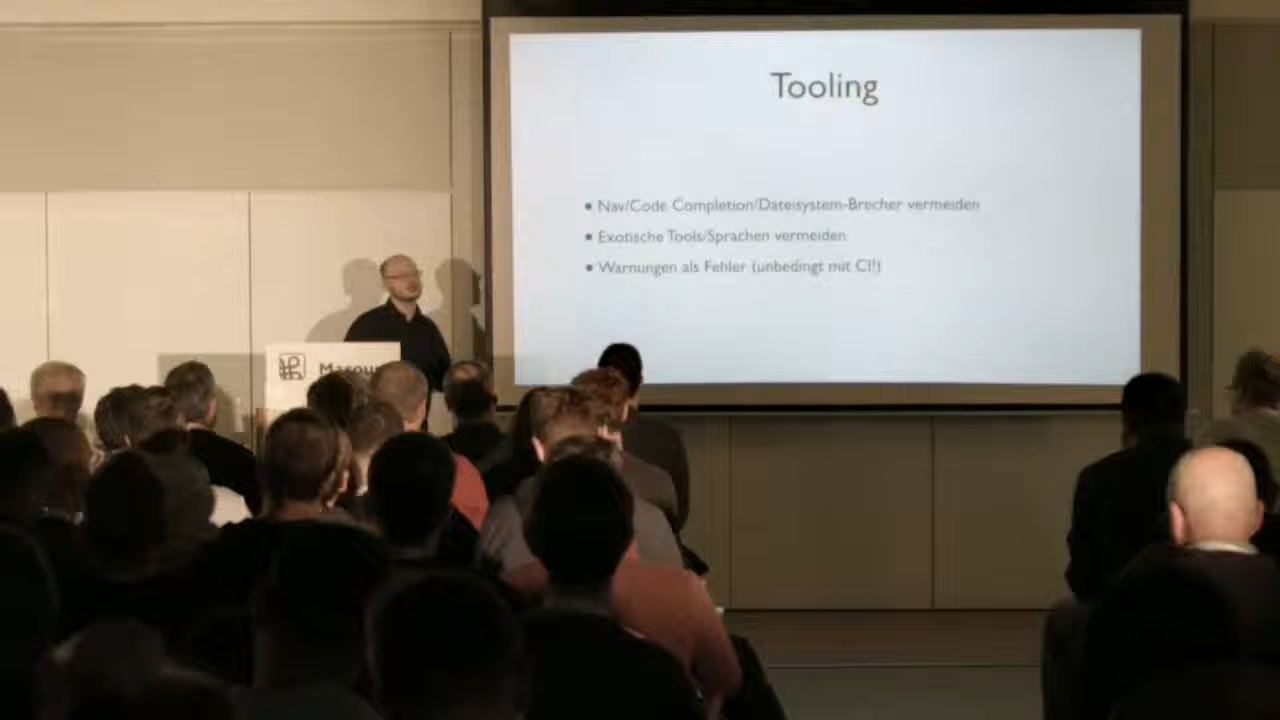 Tooling
• Nav/Code Completion/Dateisystem-Brecher vermeiden
• Exotische Tools/Sprachen vermeiden
• Warnungen als Fehler (unbedingt mit CI!)